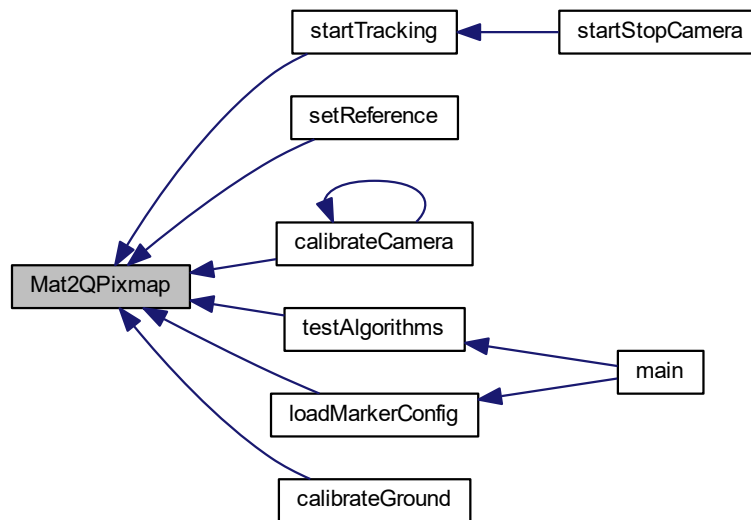 startTracking
startStopCamera
setReference
calibrateCamera
Mat2QPixmap
testAlgorithms
main
loadMarkerConfig
calibrateGround